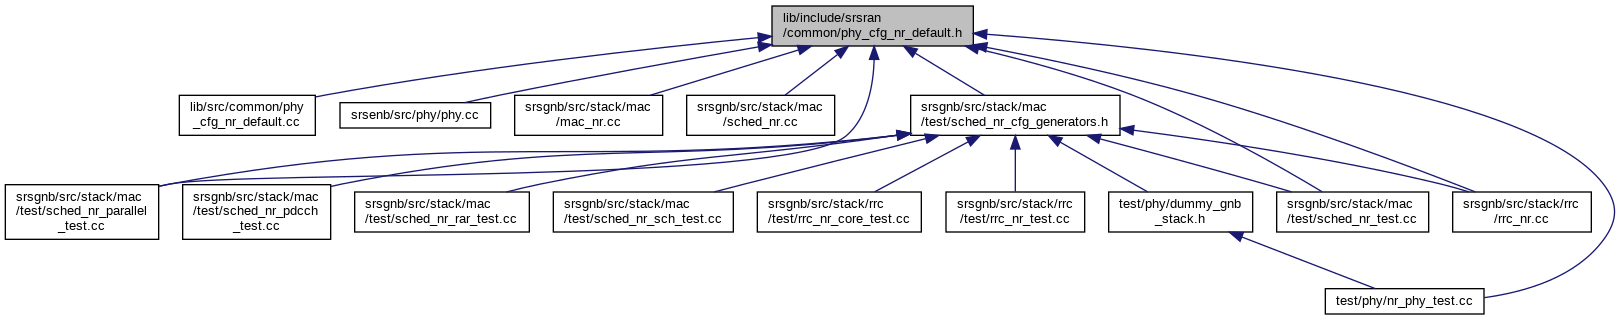 lib/include/srsran
/common/phy_cfg_nr_default.h
lib/src/common/phy
_cfg_nr_default.cc
srsenb/src/phy/phy.cc
srsgnb/src/stack/mac
/mac_nr.cc
srsgnb/src/stack/mac
/sched_nr.cc
srsgnb/src/stack/mac
/test/sched_nr_cfg_generators.h
srsgnb/src/stack/mac
/test/sched_nr_parallel
_test.cc
srsgnb/src/stack/mac
/test/sched_nr_pdcch
_test.cc
srsgnb/src/stack/mac
/test/sched_nr_rar_test.cc
srsgnb/src/stack/mac
/test/sched_nr_sch_test.cc
srsgnb/src/stack/rrc
/test/rrc_nr_core_test.cc
srsgnb/src/stack/rrc
/test/rrc_nr_test.cc
test/phy/dummy_gnb
_stack.h
srsgnb/src/stack/mac
/test/sched_nr_test.cc
srsgnb/src/stack/rrc
/rrc_nr.cc
test/phy/nr_phy_test.cc